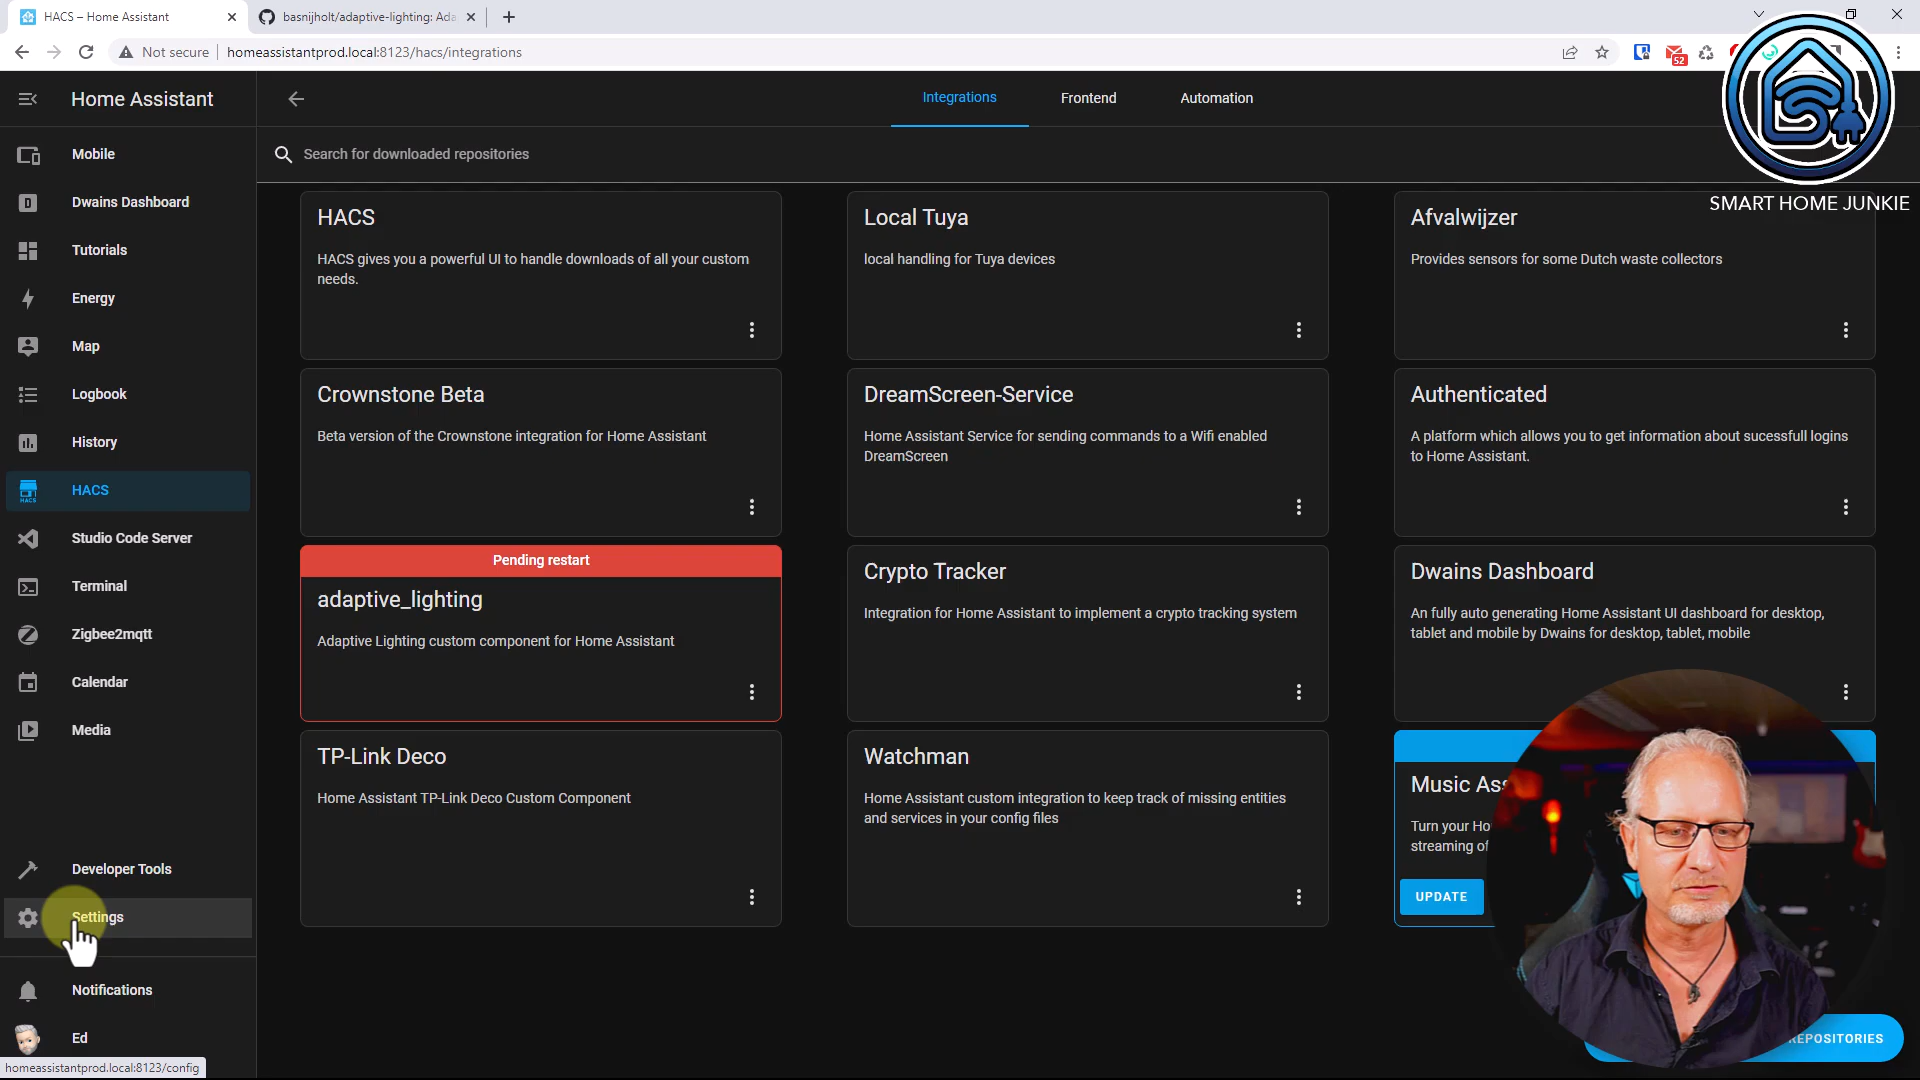 HACS – Home Assistant
basnijholt/adaptive-lighting: Ada
Not secure
homeassistantprod.local:8123/hacs/integrations
52
Home Assistant
Integrations
Frontend
Automation
Search for downloaded repositories
SMART HOME JUNKIE
Mobile
Dwains Dashboard
Tutorials
Energy
Map
Logbook
History
HACS
HACS
Studio Code Server
Terminal
Zigbee2mqtt
Calendar
Media
Developer Tools
Settings
Notifications
Ed
homeassistantprod.local:8123/config
HACS
HACS gives you a powerful UI to handle downloads of all your custom
needs.
Local Tuya
local handling for Tuya devices
Afvalwijzer
Provides sensors for some Dutch waste collectors
Crownstone Beta
Beta version of the Crownstone integration for Home Assistant
DreamScreen-Service
Home Assistant Service for sending commands to a Wifi enabled
DreamScreen
Authenticated
A platform which allows you to get information about sucessfull logins
to Home Assistant.
Pending restart
adaptive_lighting
Adaptive Lighting custom component for Home Assistant
Crypto Tracker
Integration for Home Assistant to implement a crypto tracking system
Dwains Dashboard
An fully auto generating Home Assistant UI dashboard for desktop,
tablet and mobile by Dwains for desktop, tablet, mobile
TP-Link Deco
Home Assistant TP-Link Deco Custom Component
Watchman
Home Assistant custom integration to keep track of missing entities
and services in your config files
Music Ass
Turn your Ho
streaming of
UPDATE
REPOSITORIES